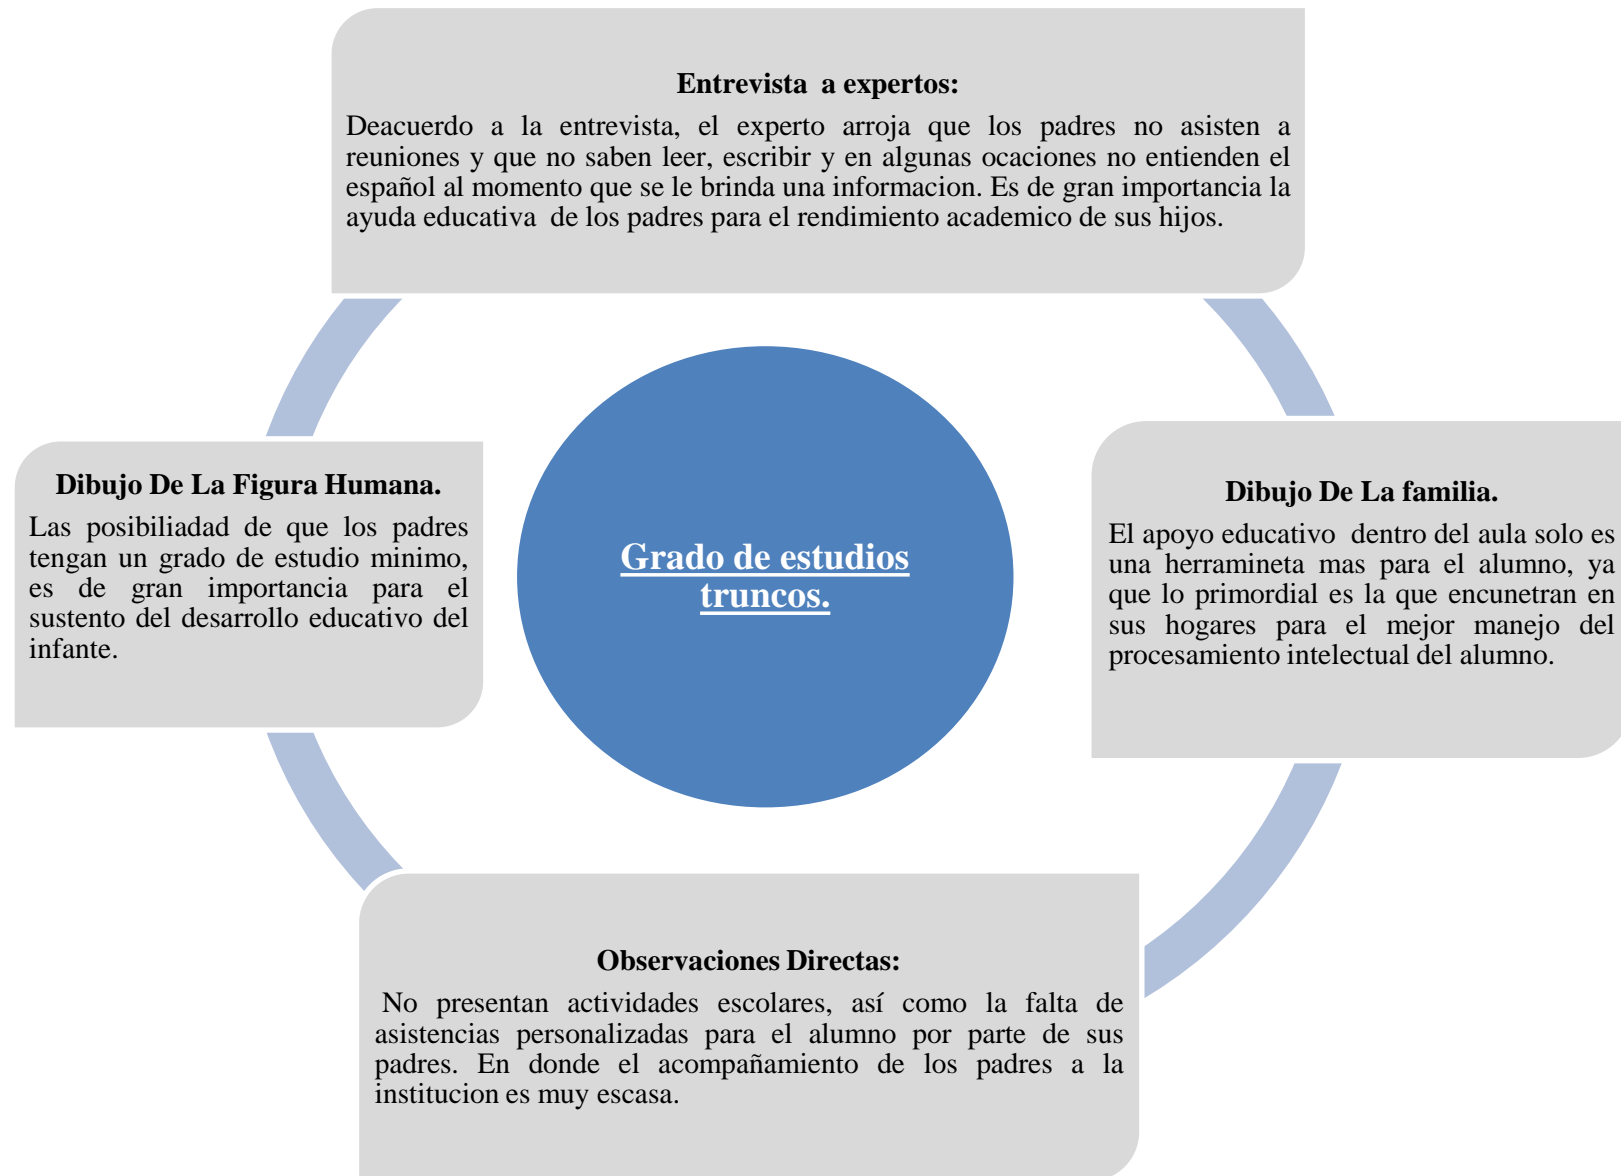 Entrevista a expertos:
Deacuerdo a la entrevista, el experto arroja que los padres no asisten a
reuniones y que no saben leer, escribir y en algunas ocaciones no entienden el
español al momento que se le brinda una informacion. Es de gran importancia la
ayuda educativa de los padres para el rendimiento academico de sus hijos.
Dibujo De La Figura Humana.
Las posibiliadad de que los padres
tengan un grado de estudio minimo,
es de gran importancia para el
sustento del desarrollo educativo del
infante.
Grado de estudios
truncos.
Dibujo De La familia.
El apoyo educativo dentro del aula solo es
una herramineta mas para el alumno, ya
que lo primordial es la que encunetran en
sus hogares para el mejor manejo del
procesamiento intelectual del alumno.
Observaciones Directas:
No presentan actividades escolares, así como la falta de
asistencias personalizadas para el alumno por parte de sus
padres. En donde el acompañamiento de los padres a la
institucion es muy escasa.